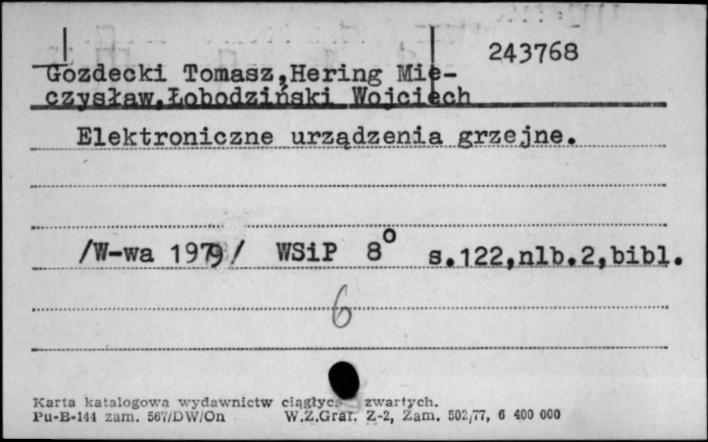 243768
Gozdecki Tomasz,Hering Mie-
czysław,Łobodziński Wojciech
Elektroniczne urządzenia grzejne.
/W-wa 1979/ WSiP 8° s.122,nlb.2,bibl.
6
Karta katalogowa wydawnictw ciągłyc zwartych.
Pu-B-144 zam. 567/DW/On W.Z.Graf. Z-2, Zam. 502/77, 6 400 000